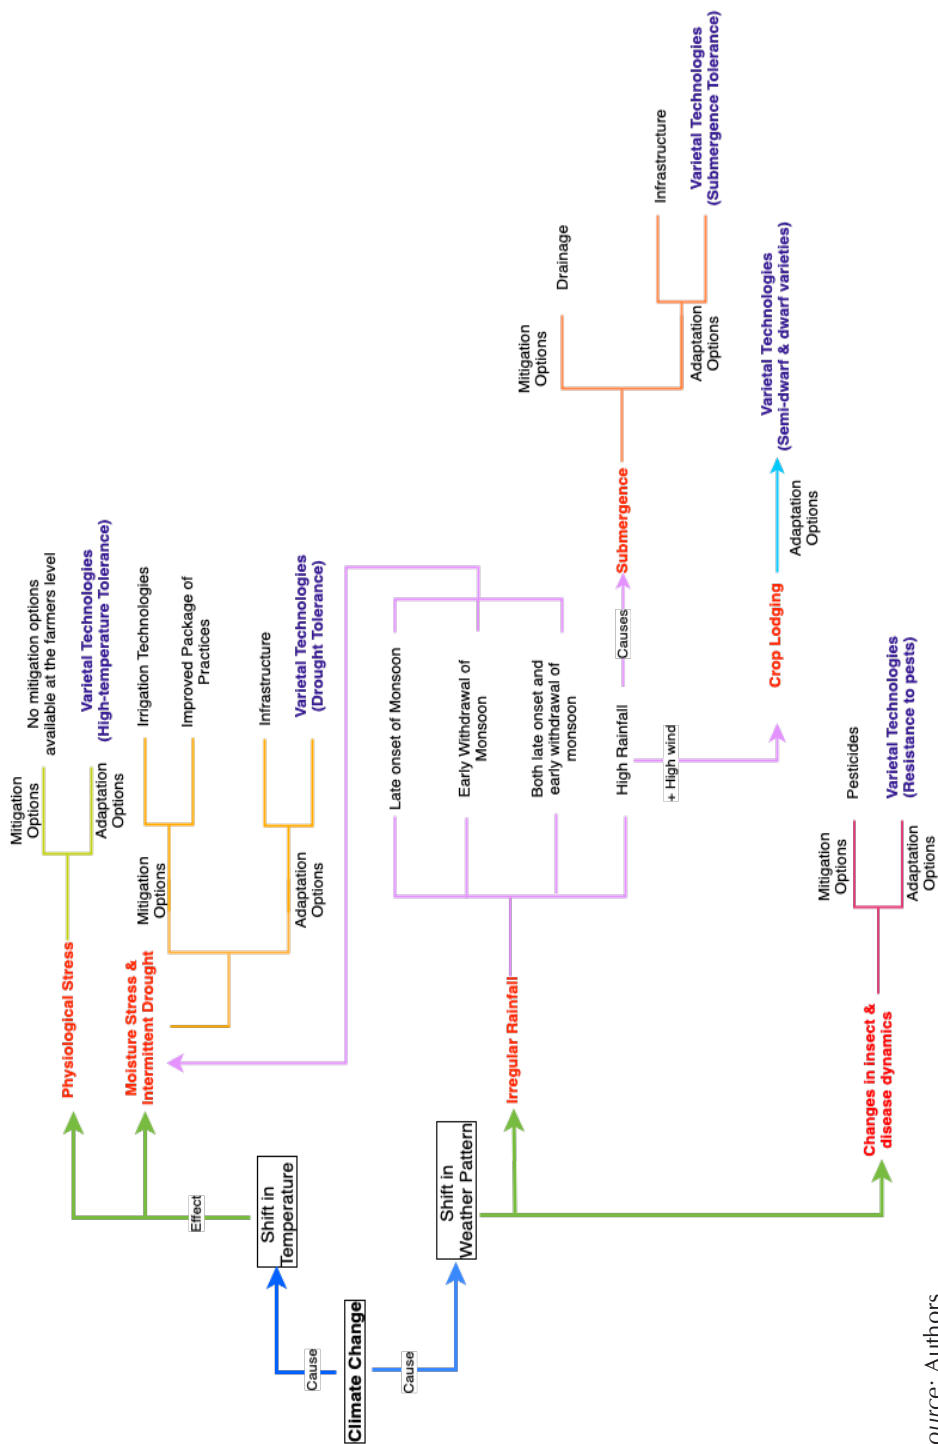 Climate Change
Cause
Cause
Shift in
Temperature
Effect
Physiological Stress
Mitigation
Options
No mitigation options
available at the farmers level
Adaptation
Options
Varietal Technologies
(High-temperature Tolerance)
Moisture Stress &
Intermittent Drought
Mitigation
Options
Irrigation Technologies
Improved Package of
Practices
Adaptation
Options
Infrastructure
Varietal Technologies
(Drought Tolerance)
Shift in
Weather Pattern
Irregular Rainfall
Late onset of Monsoon
Early Withdrawal of
Monsoon
Both late onset and
early withdrawal of
monsoon
High Rainfall
Causes
Submergence
Mitigation
Options
Drainage
Adaptation
Options
Infrastructure
Varietal Technologies
(Submergence Tolerance)
+ High wind
Crop Lodging
Adaptation
Options
Varietal Technologies
(Semi-dwarf & dwarf varieties)
Changes in insect &
disease dynamics
Mitigation
Options
Pesticides
Adaptation
Options
Varietal Technologies
(Resistance to pests)
ource: Authors